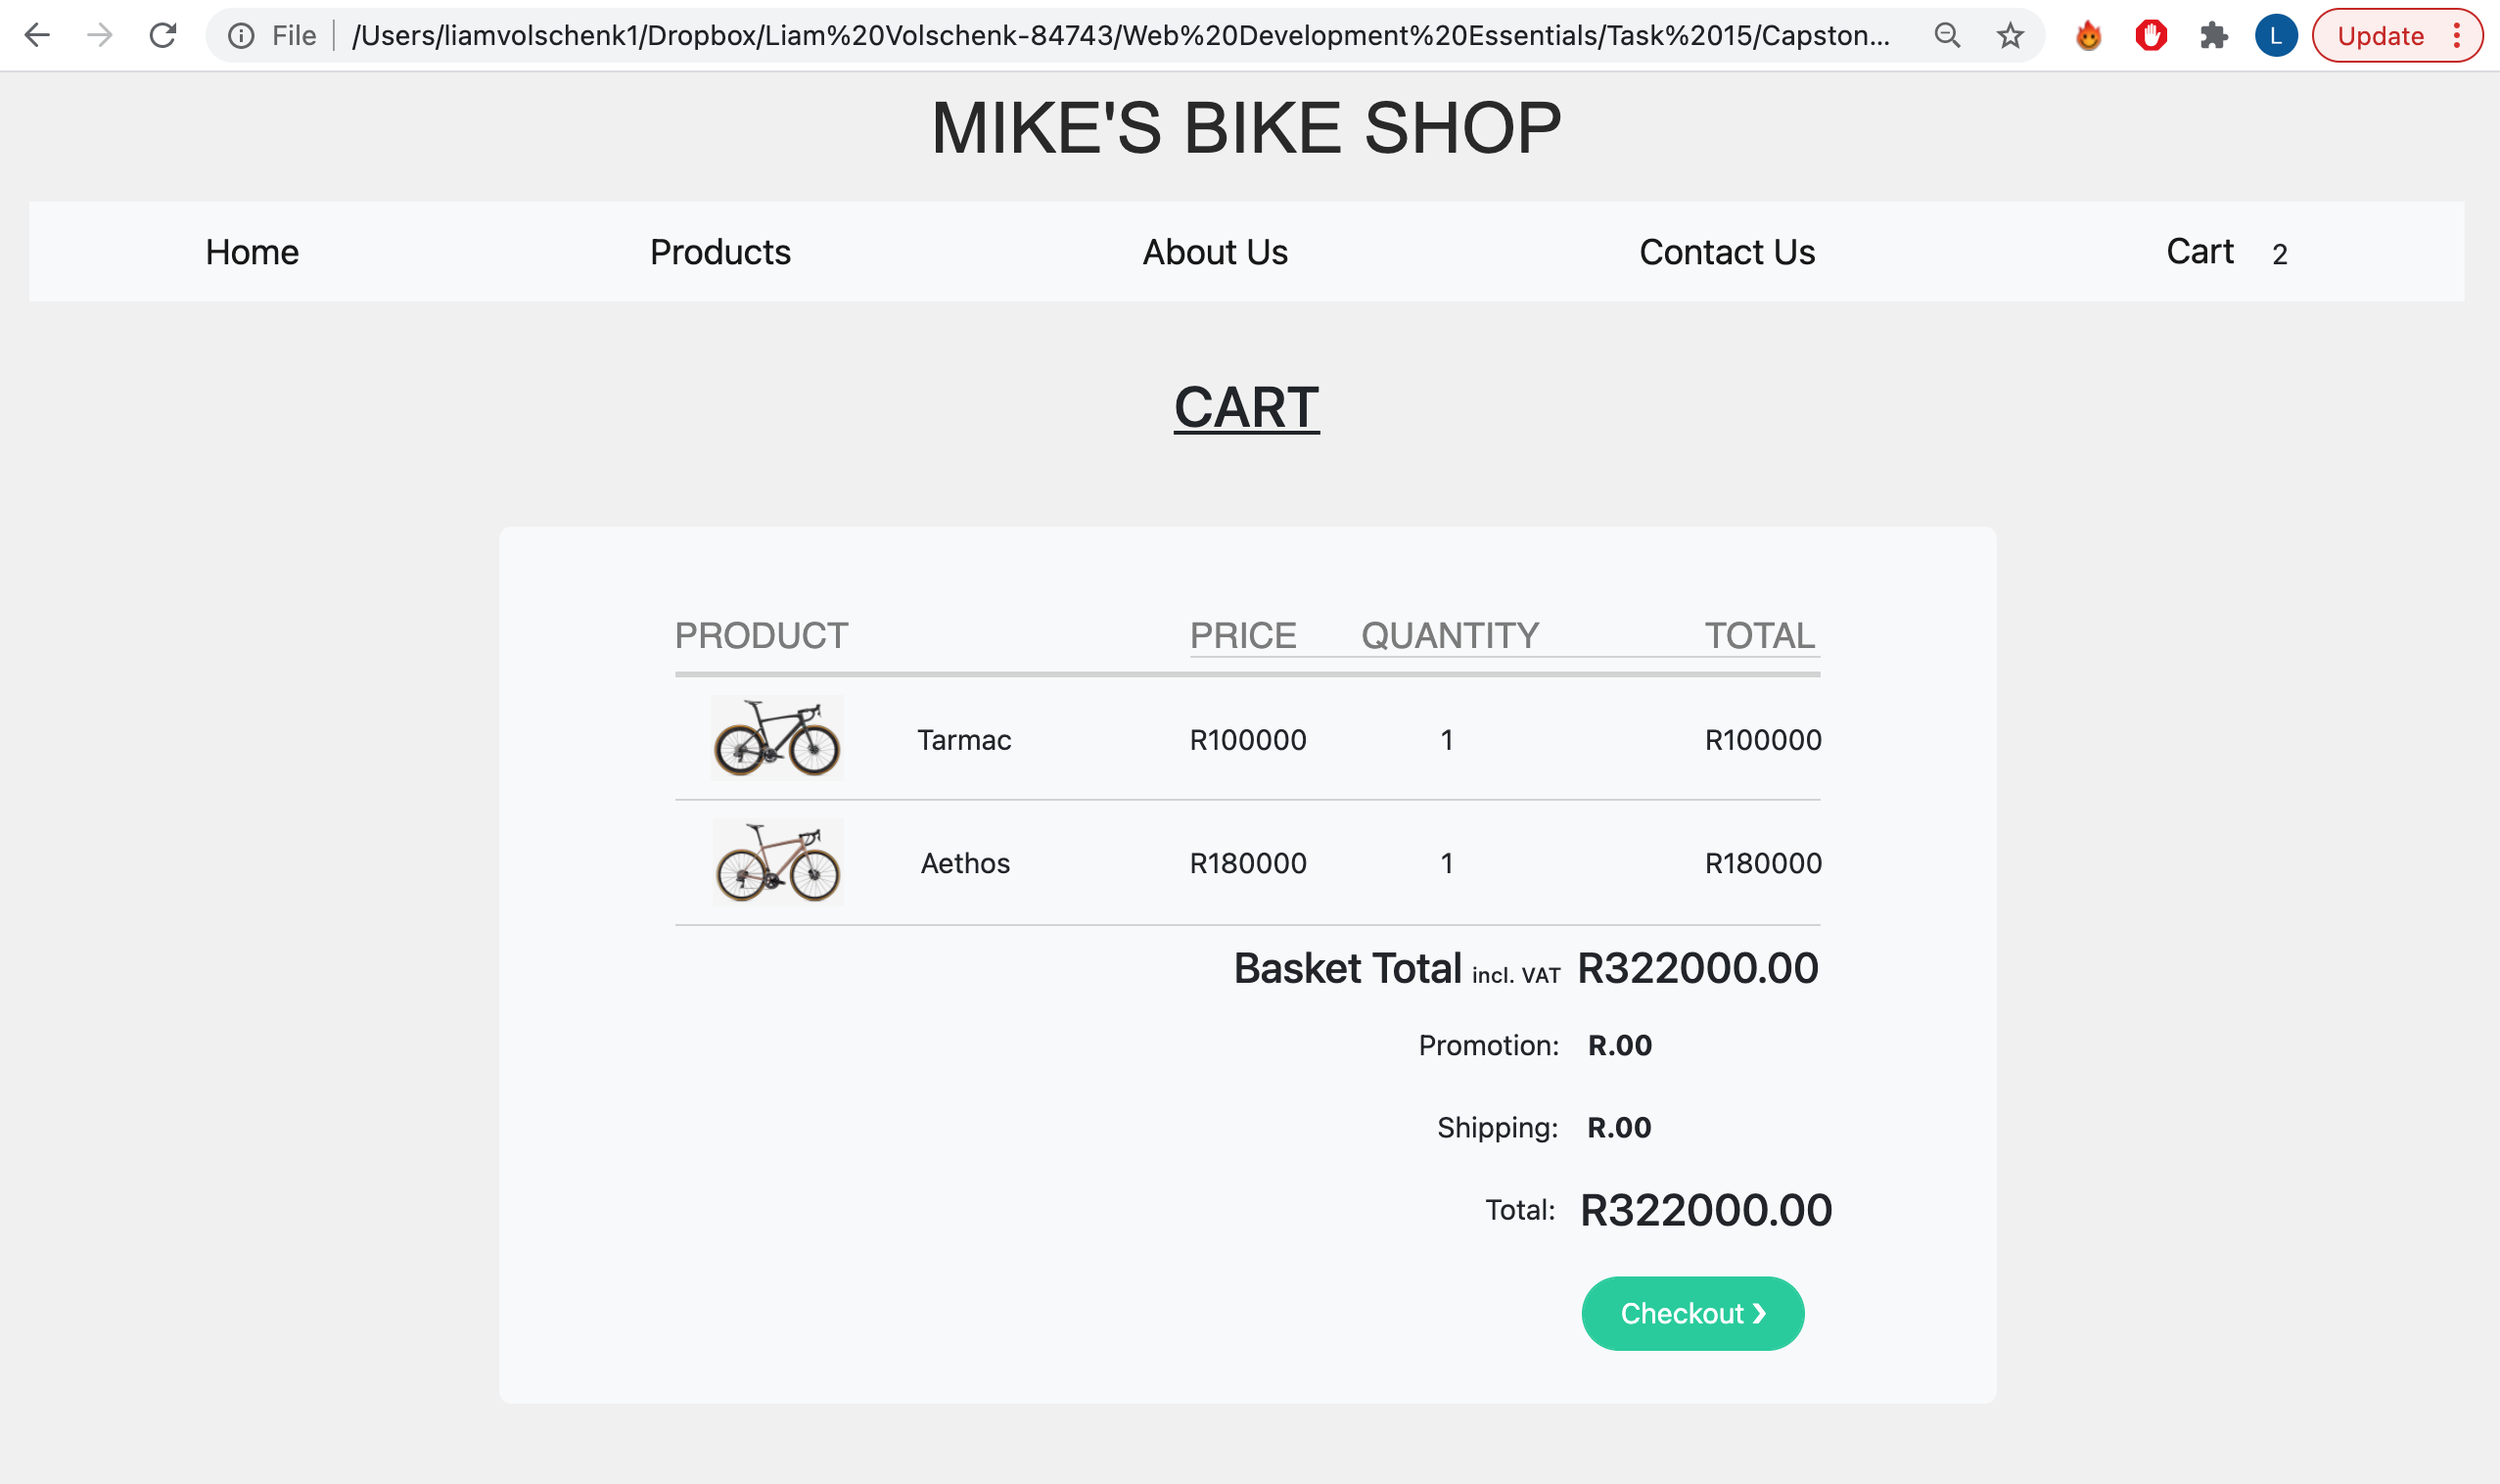 File /Users/liamvolschenk1/Dropbox/Liam%20Volschenk-84743/Web%20Development%20Essentials/Task%2015/Capston... L Update
MIKE'S BIKE SHOP
Home Products About Us Contact Us Cart 2
CART
PRODUCT PRICE QUANTITY TOTAL
Tarmac R100000 1 R100000
Aethos R180000 1 R180000
Basket Total incl. VAT R322000.00
Promotion: R.00
Shipping: R.00
Total: R322000.00
Checkout ❯